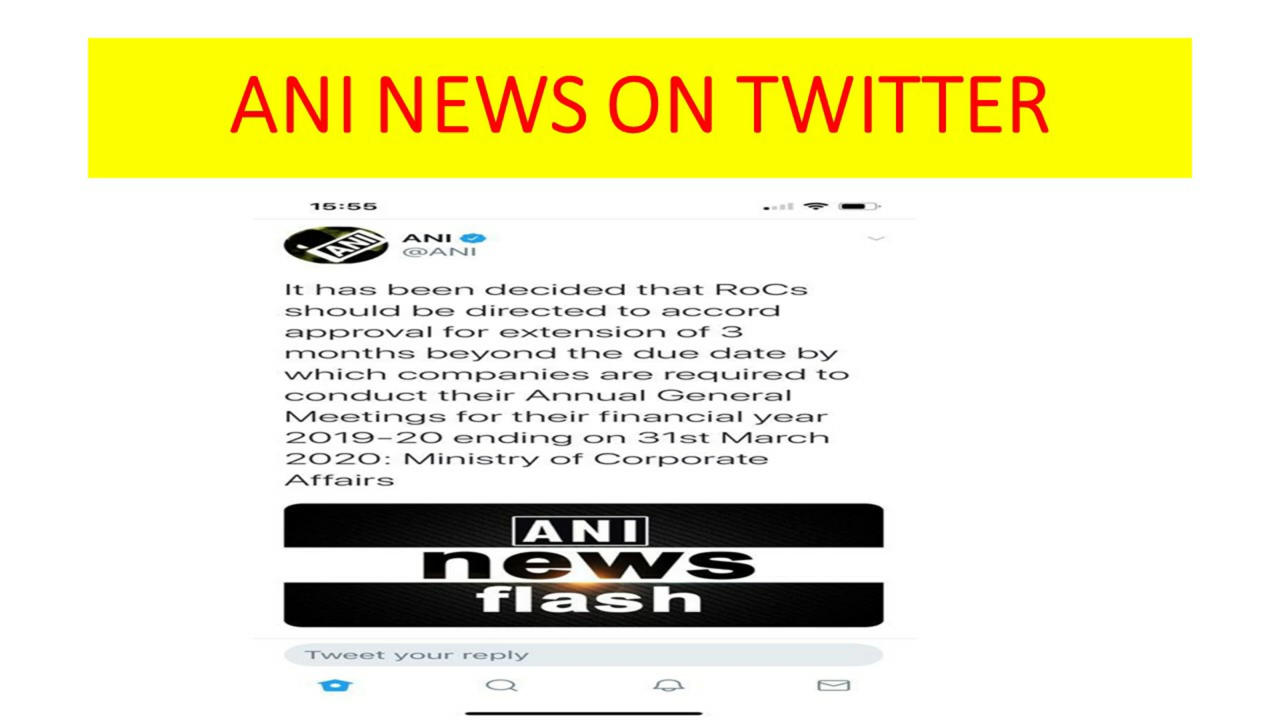 ANI NEWS ON TWITTER
15:55
ANI
ANI
@ANI
It has been decided that RoCs
should be directed to accord
approval for extension of 3
months beyond the due date by
which companies are required to
conduct their Annual General
Meetings for their financial year
2019-20 ending on 31st March
2020: Ministry of Corporate
Affairs
ANI
news
flash
Tweet your reply